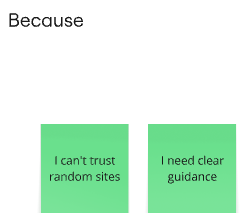 Because
I can't trust
random sites
I need clear
guidance